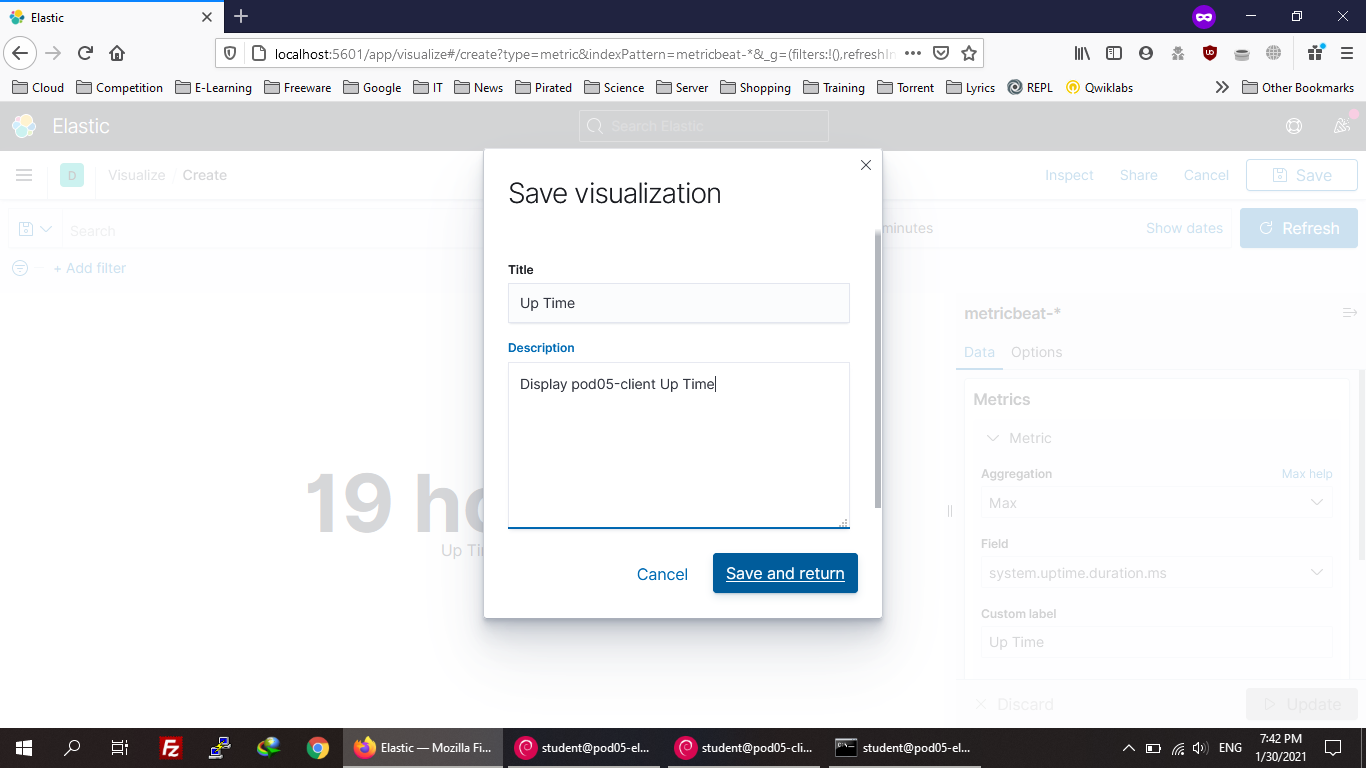 Elastic
localhost:5601/app/visualize#/create?type=metric&indexPattern=metricbeat-*&_g=(filters:!(),refreshIn
Cloud Competition E-Learning Freeware Google IT News Pirated Science Server Shopping Training Torrent Lyrics REPL Qwiklabs Other Bookmarks
Elastic Search Elastic
D Visualize / Create Inspect Share Cancel Save
Search minutes Show dates Refresh
+ Add filter
Save visualization
Title
Up Time
Description
Display pod05-client Up Time
Cancel Save and return
19 ho
Up Ti
metricbeat-*
Data Options
Metrics
Metric
Aggregation Max help
Max
Field
system.uptime.duration.ms
Custom label
Up Time
Discard Update
Elastic — Mozilla Fi... student@pod05-el... student@pod05-cli... student@pod05-el... ENG 7:42 PM
1/30/2021